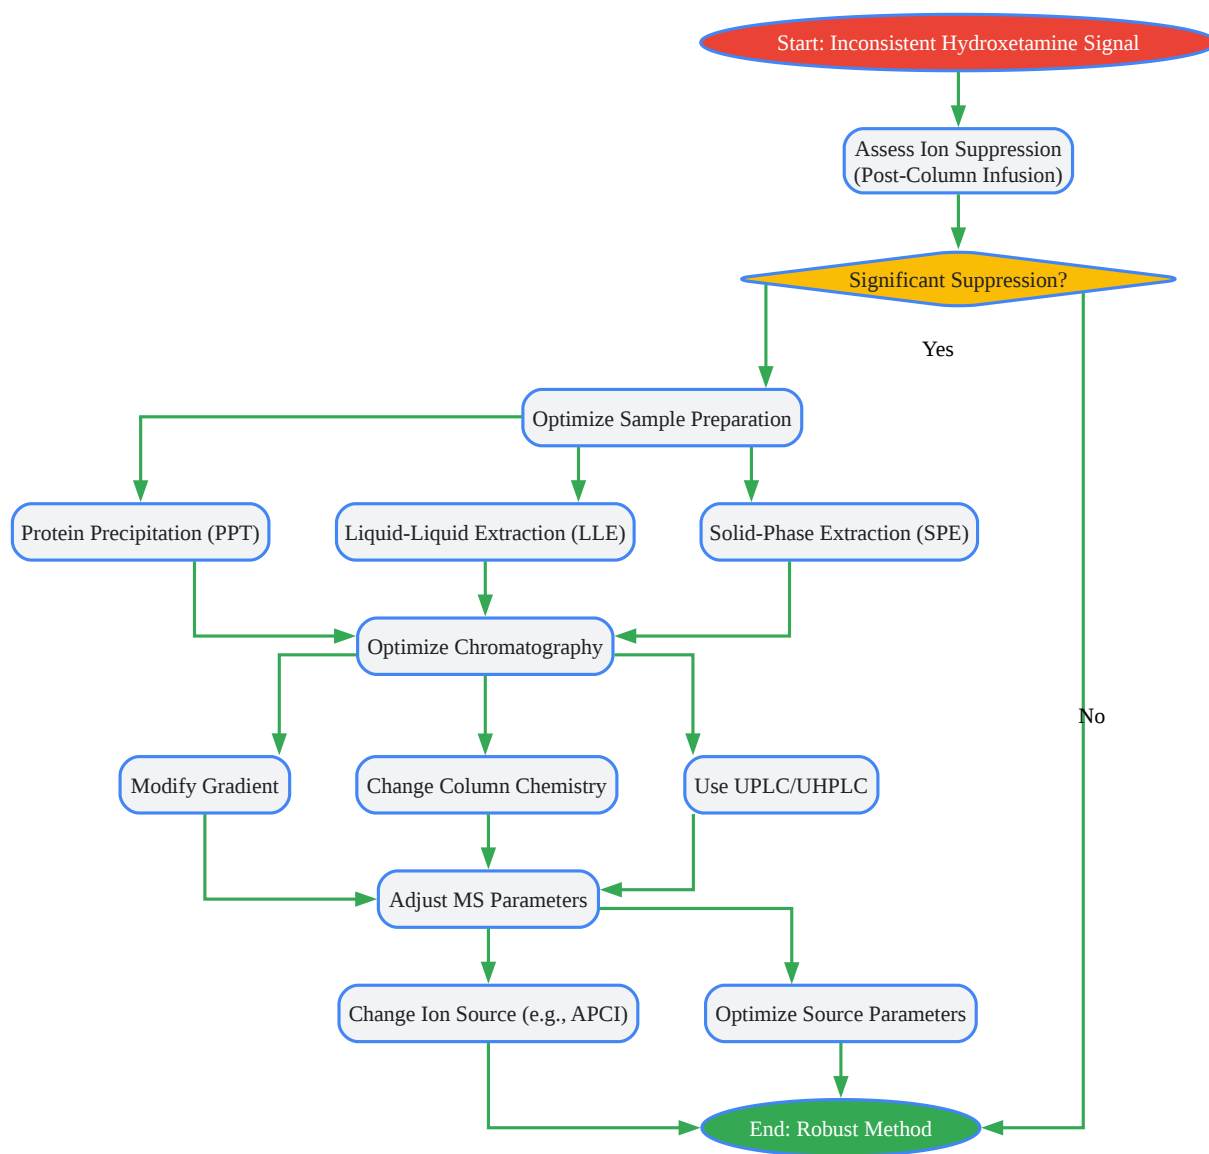 Start: Inconsistent Hydroxetamine Signal
Assess Ion Suppression
(Post-Column Infusion)
Significant Suppression?
Yes
Optimize Sample Preparation
Protein Precipitation (PPT)
Liquid-Liquid Extraction (LLE)
Solid-Phase Extraction (SPE)
Optimize Chromatography
No
Modify Gradient
Change Column Chemistry
Use UPLC/UHPLC
Adjust MS Parameters
Change Ion Source (e.g., APCI)
Optimize Source Parameters
End: Robust Method